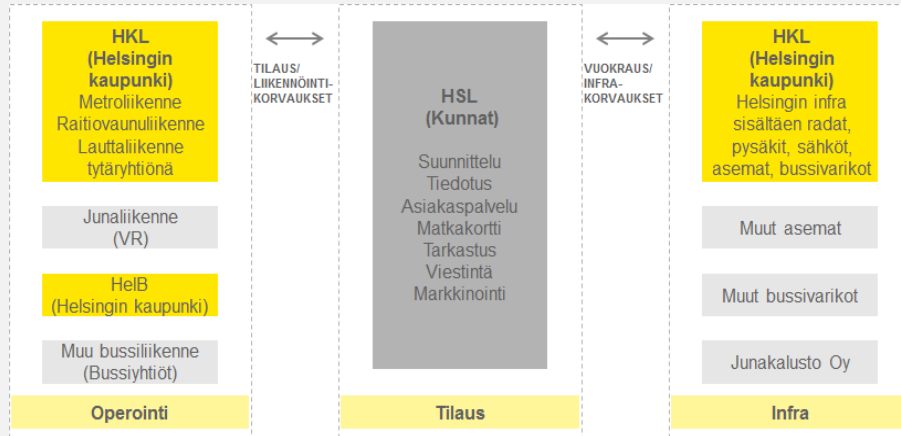 HKL
(Helsingin
kaupunki)
Metroliikenne
Raitiovaunuliikenne
Lauttaliikenne
tytäryhtiönä
Junaliikenne
(VR)
HelB
(Helsingin kaupunki)
Muu bussiliikenne
(Bussiyhtiöt)
Operointi
TILAUS/
LIIKENNÖINTI-
KORVAUKSET
HSL
(Kunnat)
Suunnittelu
Tiedotus
Asiakaspalvelu
Matkakortti
Tarkastus
Viestintä
Markkinointi
Tilaus
VUOKRAUS/
INFRA-
KORVAUKSET
HKL
(Helsingin
kaupunki)
Helsingin infra
sisältäen radat,
pysäkit, sähköt,
asemat, bussivarikot
Muut asemat
Muut bussivarikot
Junakalusto Oy
Infra